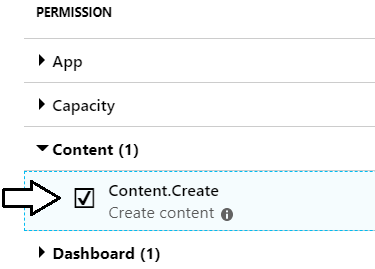 PERMISSION
App
Capacity
Content (1)
Content.Create
Create content
Dashboard (1)